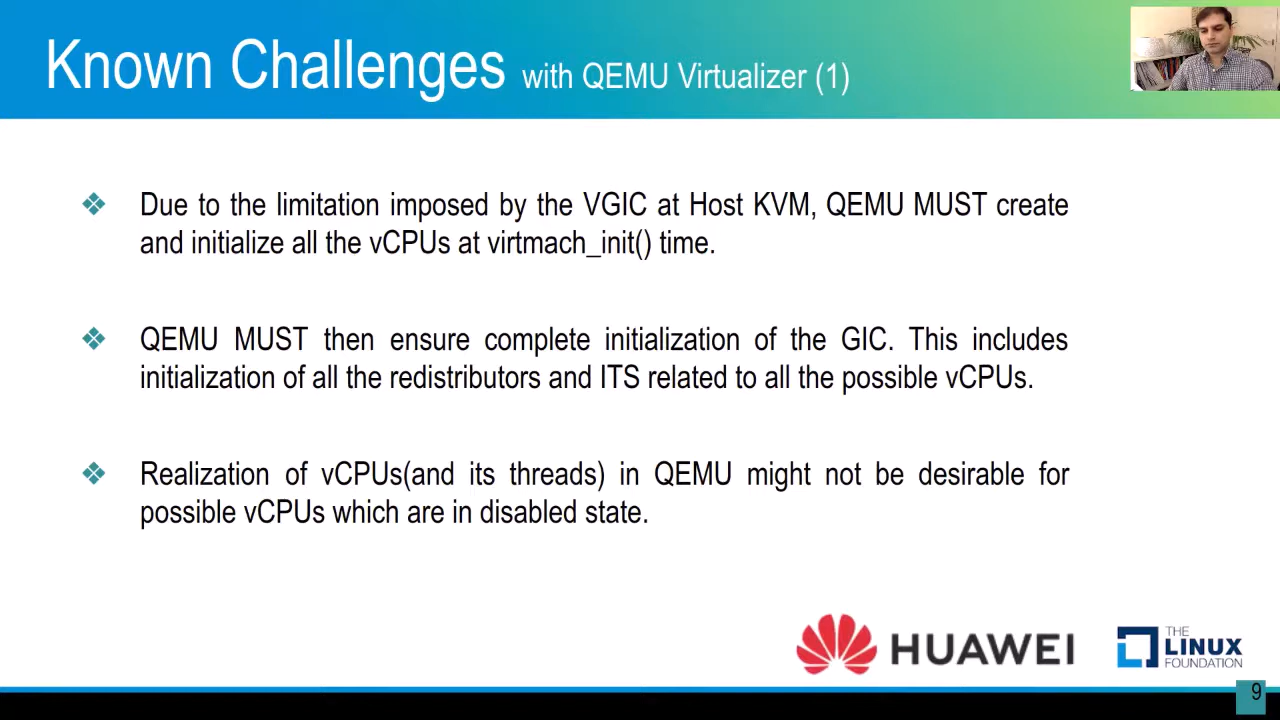 Known Challenges with QEMU Virtualizer (1)
❖ Due to the limitation imposed by the VGIC at Host KVM, QEMU MUST create
and initialize all the vCPUs at virtmach_init() time.
❖ QEMU MUST then ensure complete initialization of the GIC. This includes
initialization of all the redistributors and ITS related to all the possible vCPUs.
❖ Realization of vCPUs(and its threads) in QEMU might not be desirable for
possible vCPUs which are in disabled state.
HUAWEI
THE
LINUX
FOUNDATION
9